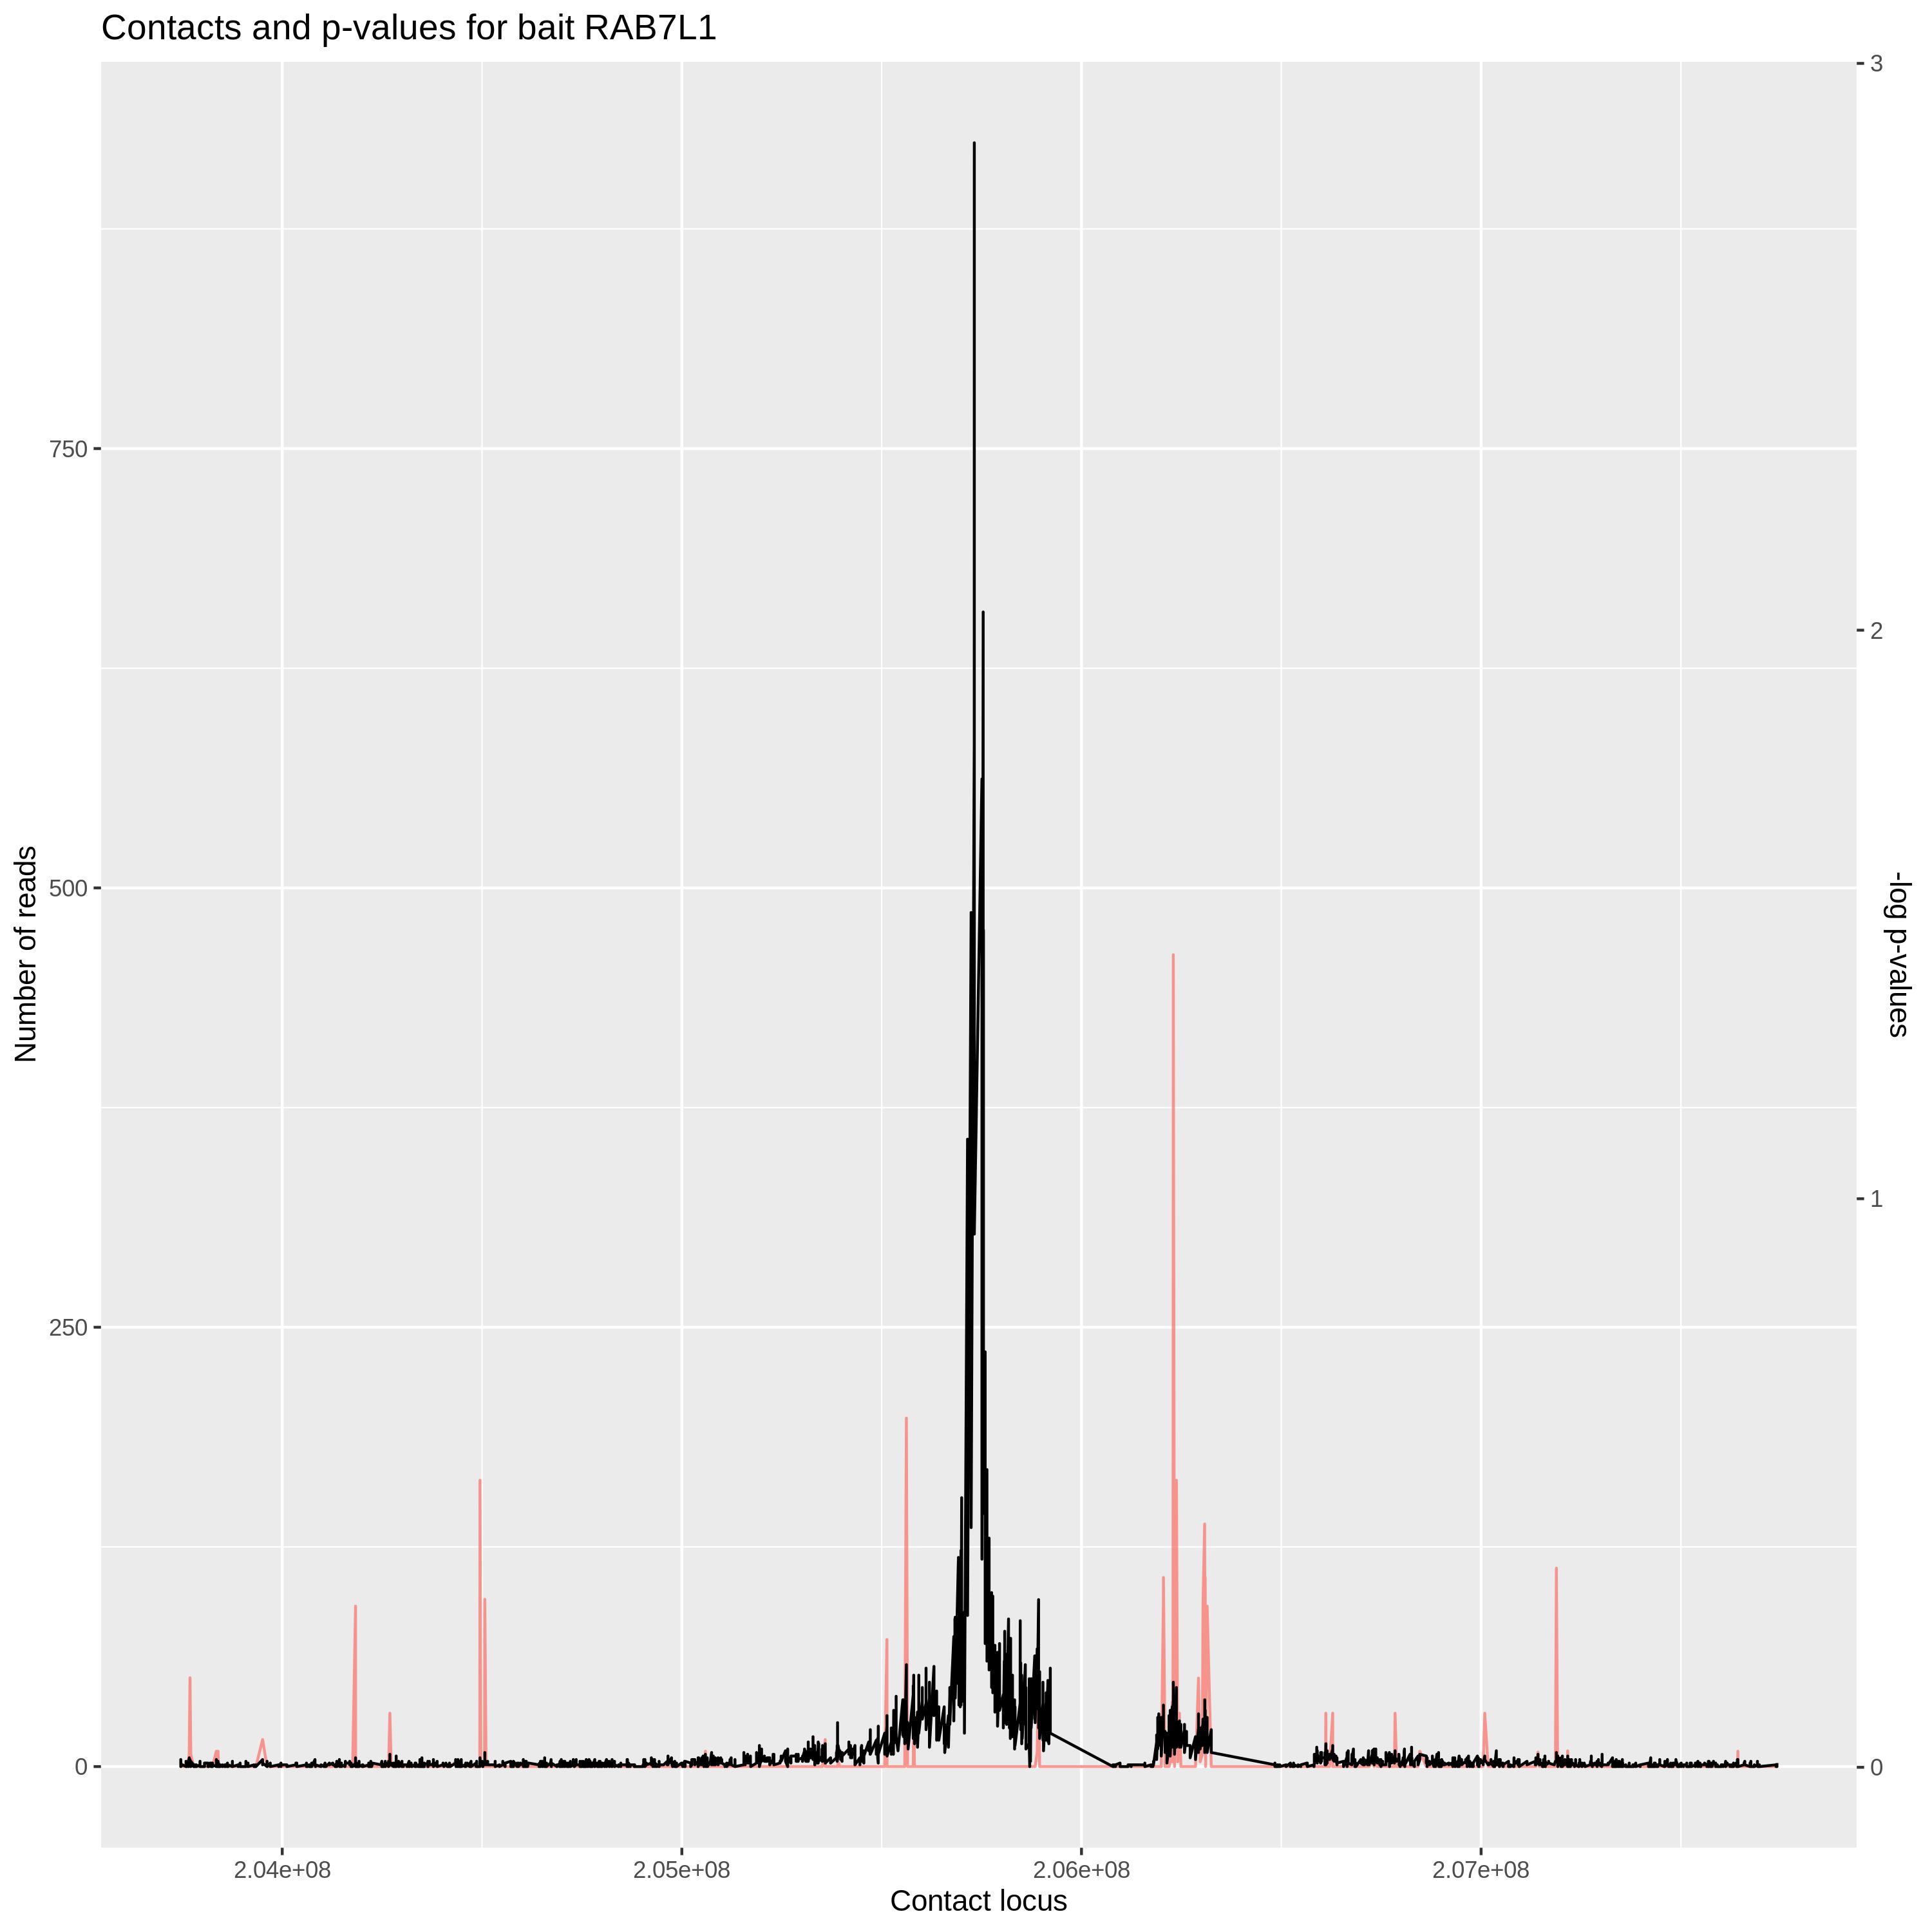 Contacts and p-values for bait RAB7L1
Number of reads
750
500
250
0
3
2
1
0
-log p-values
2.04e+08
2.05e+08
2.06e+08
2.07e+08
Contact locus